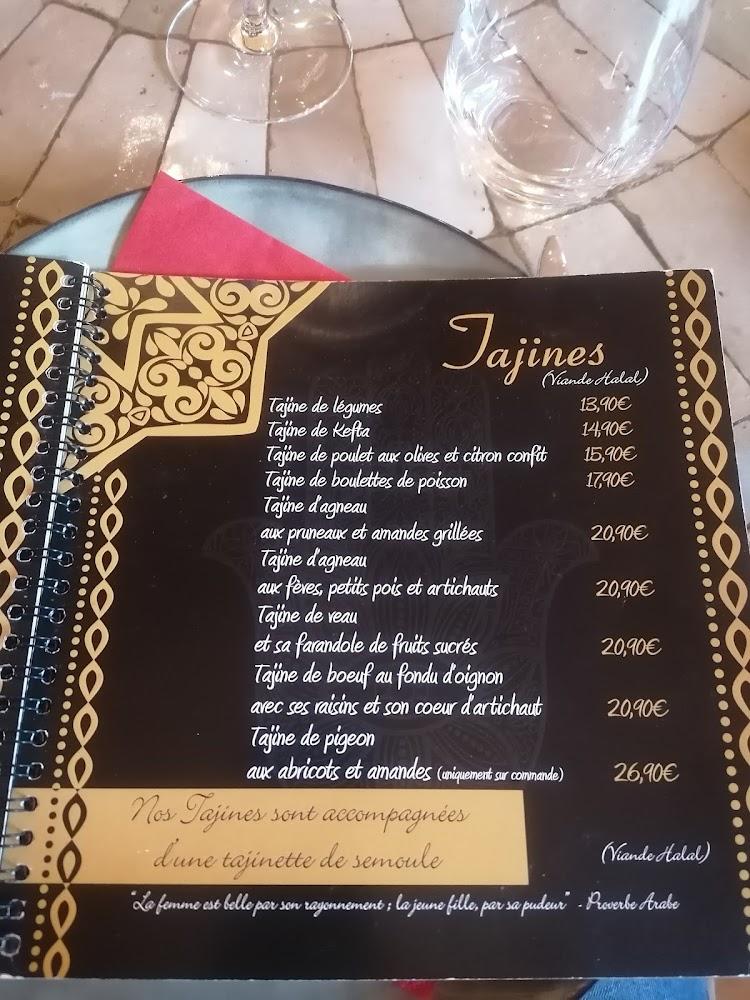 Tajines
(Viande Halal)
Tajine de légumes 13,90€
Tajine de Kefta 14,90€
Tajine de poulet aux olives et citron confit 15,90€
Tajine de boulettes de poisson 17,90€
Tajine d'agneau
aux pruneaux et amandes grillées 20,90€
Tajine d'agneau
aux fèves, petits pois et artichauts 20,90€
Tajine de veau
et sa farandole de fruits sucrés 20,90€
Tajine de boeuf au fondu d'oignon
avec ses raisins et son coeur d'artichaut 20,90€
Tajine de pigeon
aux abricots et amandes (uniquement sur commande) 26,90€
Nos Tajines sont accompagnées
d'une tajinette de semoule
(Viande Halal)
"La femme est belle par son rayonnement ; la jeune fille, par sa pudeur" - Proverbe Arabe